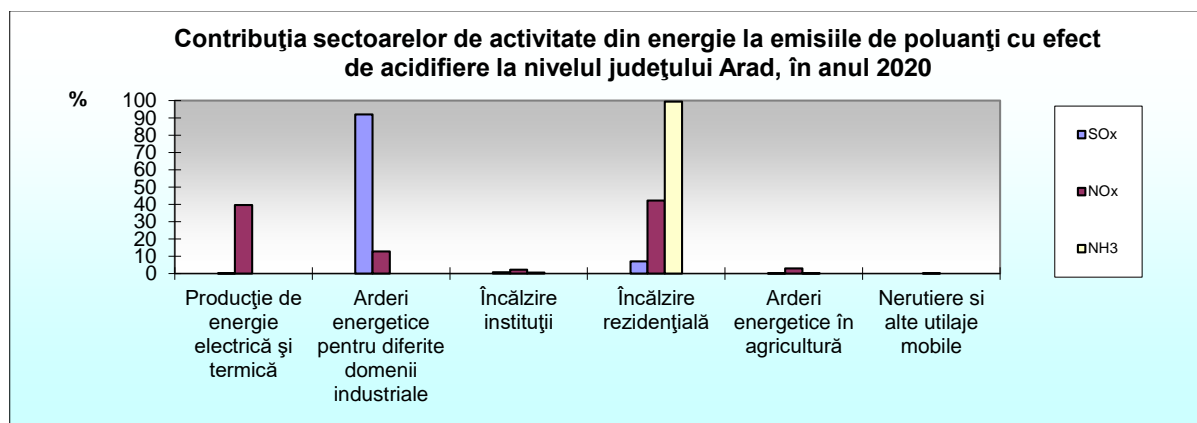 Contribuţia sectoarelor de activitate din energie la emisiile de poluanţi cu efect
de acidifiere la nivelul judeţului Arad, în anul 2020
%
100
90
80
70
60
50
40
30
20
10
0
Producţie de
energie
electrică şi
termică
Arderi
energetice
pentru diferite
domenii
industriale
Încălzire
instituţii
Încălzire
rezidenţială
Arderi
energetice în
agricultură
Nerutiere si
alte utilaje
mobile
SOx
NOx
NH3